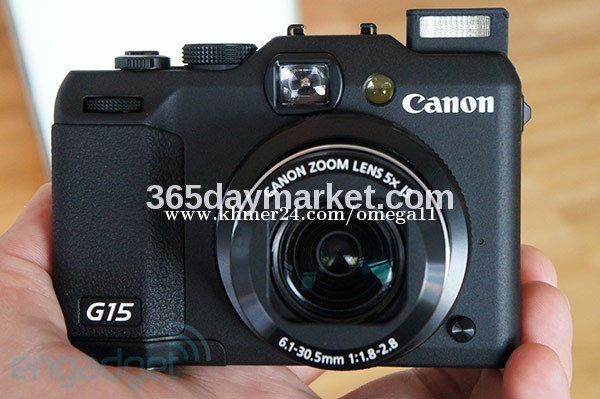 Canon
CANON ZOOM LENS 5X IS
365daymarket.com
www.khmer24.com/omega11
G15
6.1-30.5mm 1:1.8-2.8
engadget